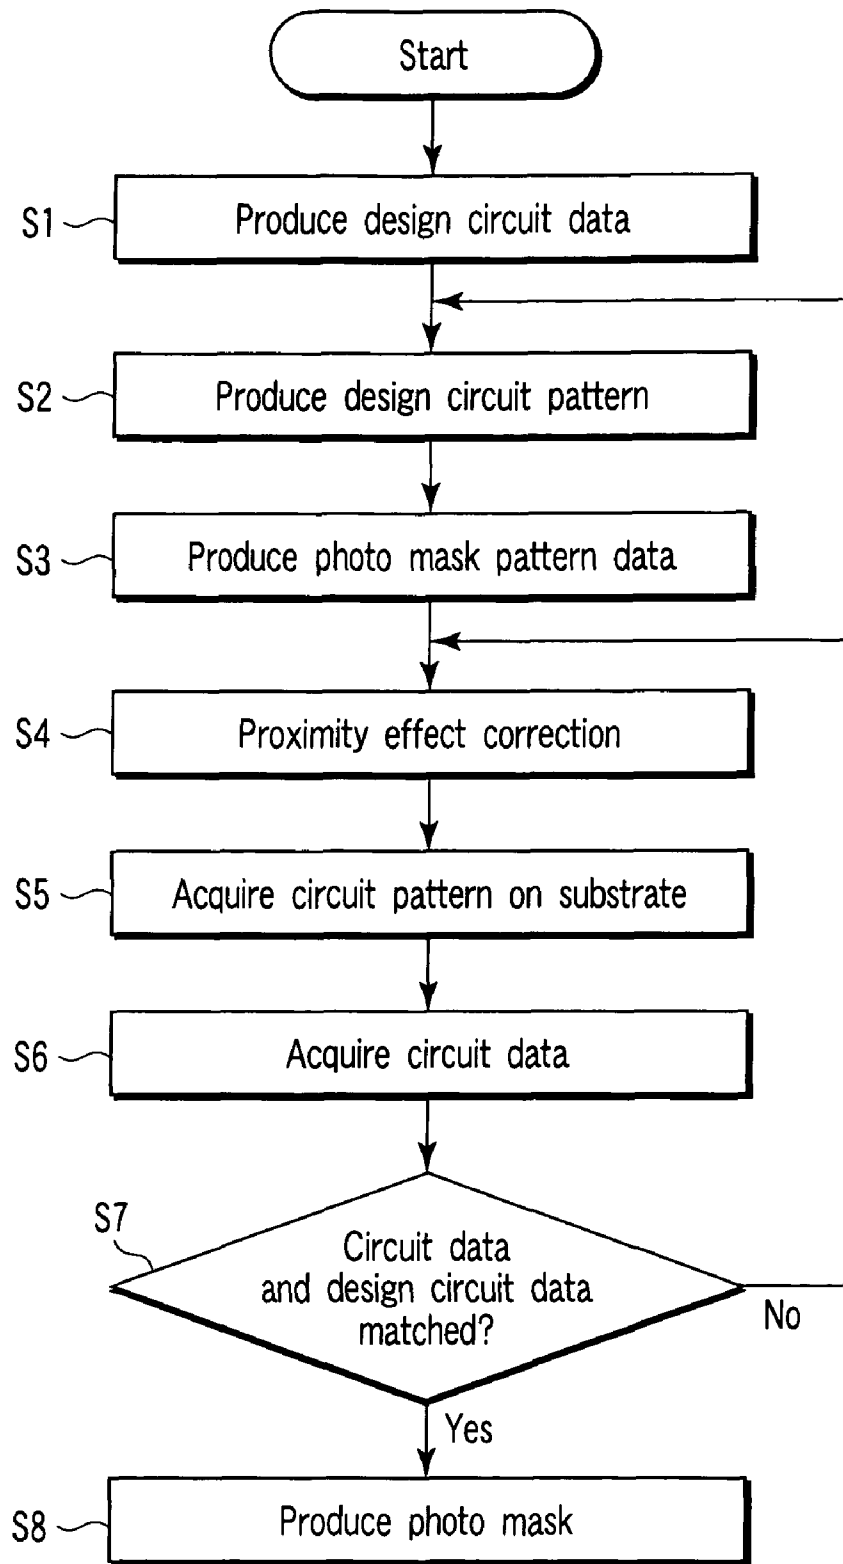 Start
S1
Produce design circuit data
S2
Produce design circuit pattern
S3
Produce photo mask pattern data
S4
Proximity effect correction
S5
Acquire circuit pattern on substrate
S6
Acquire circuit data
S7
Circuit data
and design circuit data
matched?
No
Yes
S8
Produce photo mask